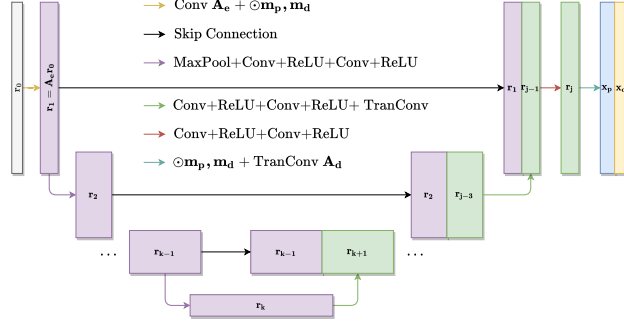 Conv A_e + ⊙m_p, m_d
Skip Connection
MaxPool+Conv+ReLU+Conv+ReLU
Conv+ReLU+Conv+ReLU+ TranConv
Conv+ReLU+Conv+ReLU
⊙m_p, m_d + TranConv A_d
r_0
r_1 = A_e r_0
r_1 r_{j−1}
r_j
x_p
r_2
r_2 r_{j−3}
...
r_{k−1}
r_{k−1} r_{k+1}
...
r_k